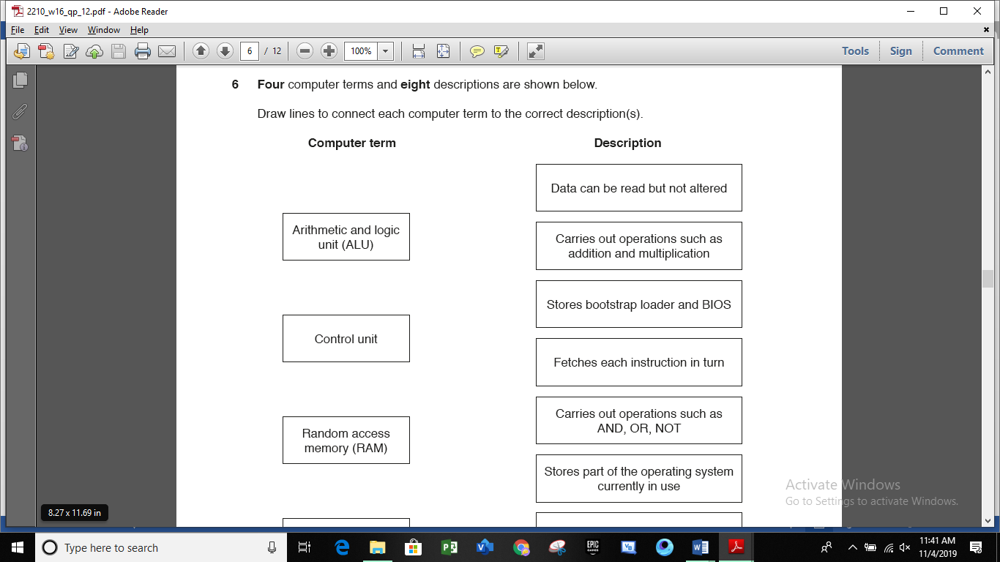 2210_w16_qp_12.pdf - Adobe Reader
File Edit View Window Help
6 / 12 100% Tools Sign Comment
6 Four computer terms and eight descriptions are shown below.
Draw lines to connect each computer term to the correct description(s).
Computer term Description
Data can be read but not altered
Arithmetic and logic
unit (ALU)
Carries out operations such as
addition and multiplication
Stores bootstrap loader and BIOS
Control unit
Fetches each instruction in turn
Carries out operations such as
AND, OR, NOT
Random access
memory (RAM)
Stores part of the operating system
currently in use
Activate Windows
Go to Settings to activate Windows.
8.27 x 11.69 in
Type here to search
EPIC
GAMES
11:41 AM
11/4/2019